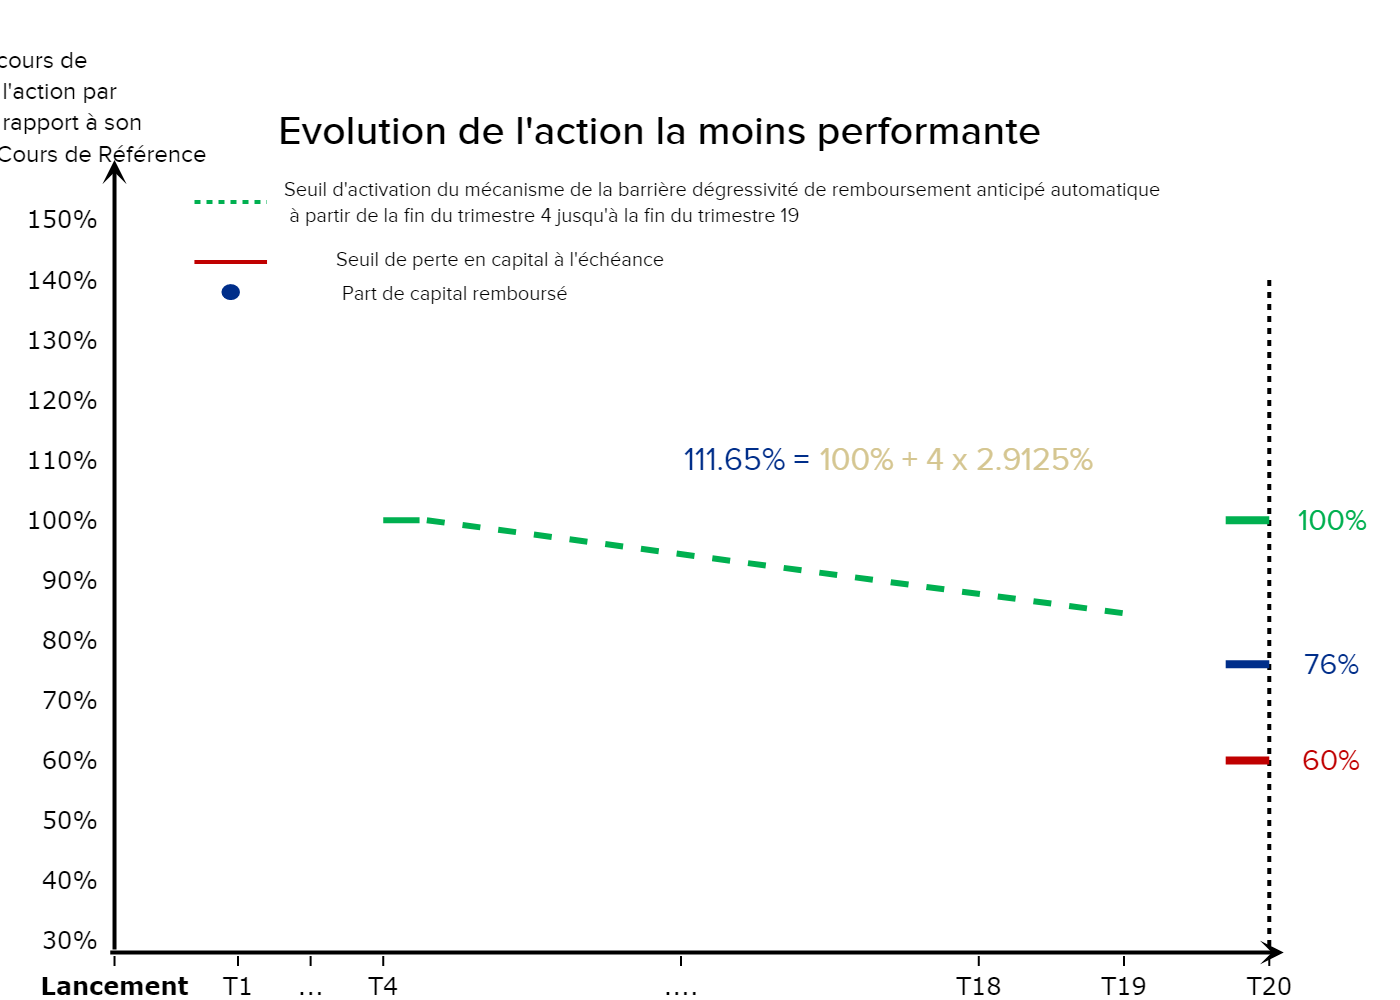 cours de
l'action par
rapport à son
Cours de Référence
Evolution de l'action la moins performante
Seuil d'activation du mécanisme de la barrière dégressivité de remboursement anticipé automatique
à partir de la fin du trimestre 4 jusqu'à la fin du trimestre 19
Seuil de perte en capital à l'échéance
Part de capital remboursé
150%
140%
130%
120%
110%
100%
90%
80%
70%
60%
50%
40%
30%
111.65% = 100% + 4 x 2.9125%
100%
76%
60%
Lancement T1 ... T4 .... T18 T19 T20